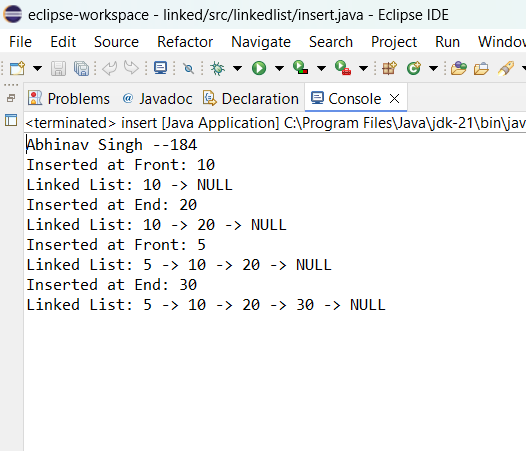 eclipse-workspace - linked/src/linkedlist/insert.java - Eclipse IDE
File Edit Source Refactor Navigate Search Project Run Window
Problems @ Javadoc Declaration Console
<terminated> insert [Java Application] C:\Program Files\Java\jdk-21\bin\jav
Abhinav Singh --184
Inserted at Front: 10
Linked List: 10 -> NULL
Inserted at End: 20
Linked List: 10 -> 20 -> NULL
Inserted at Front: 5
Linked List: 5 -> 10 -> 20 -> NULL
Inserted at End: 30
Linked List: 5 -> 10 -> 20 -> 30 -> NULL